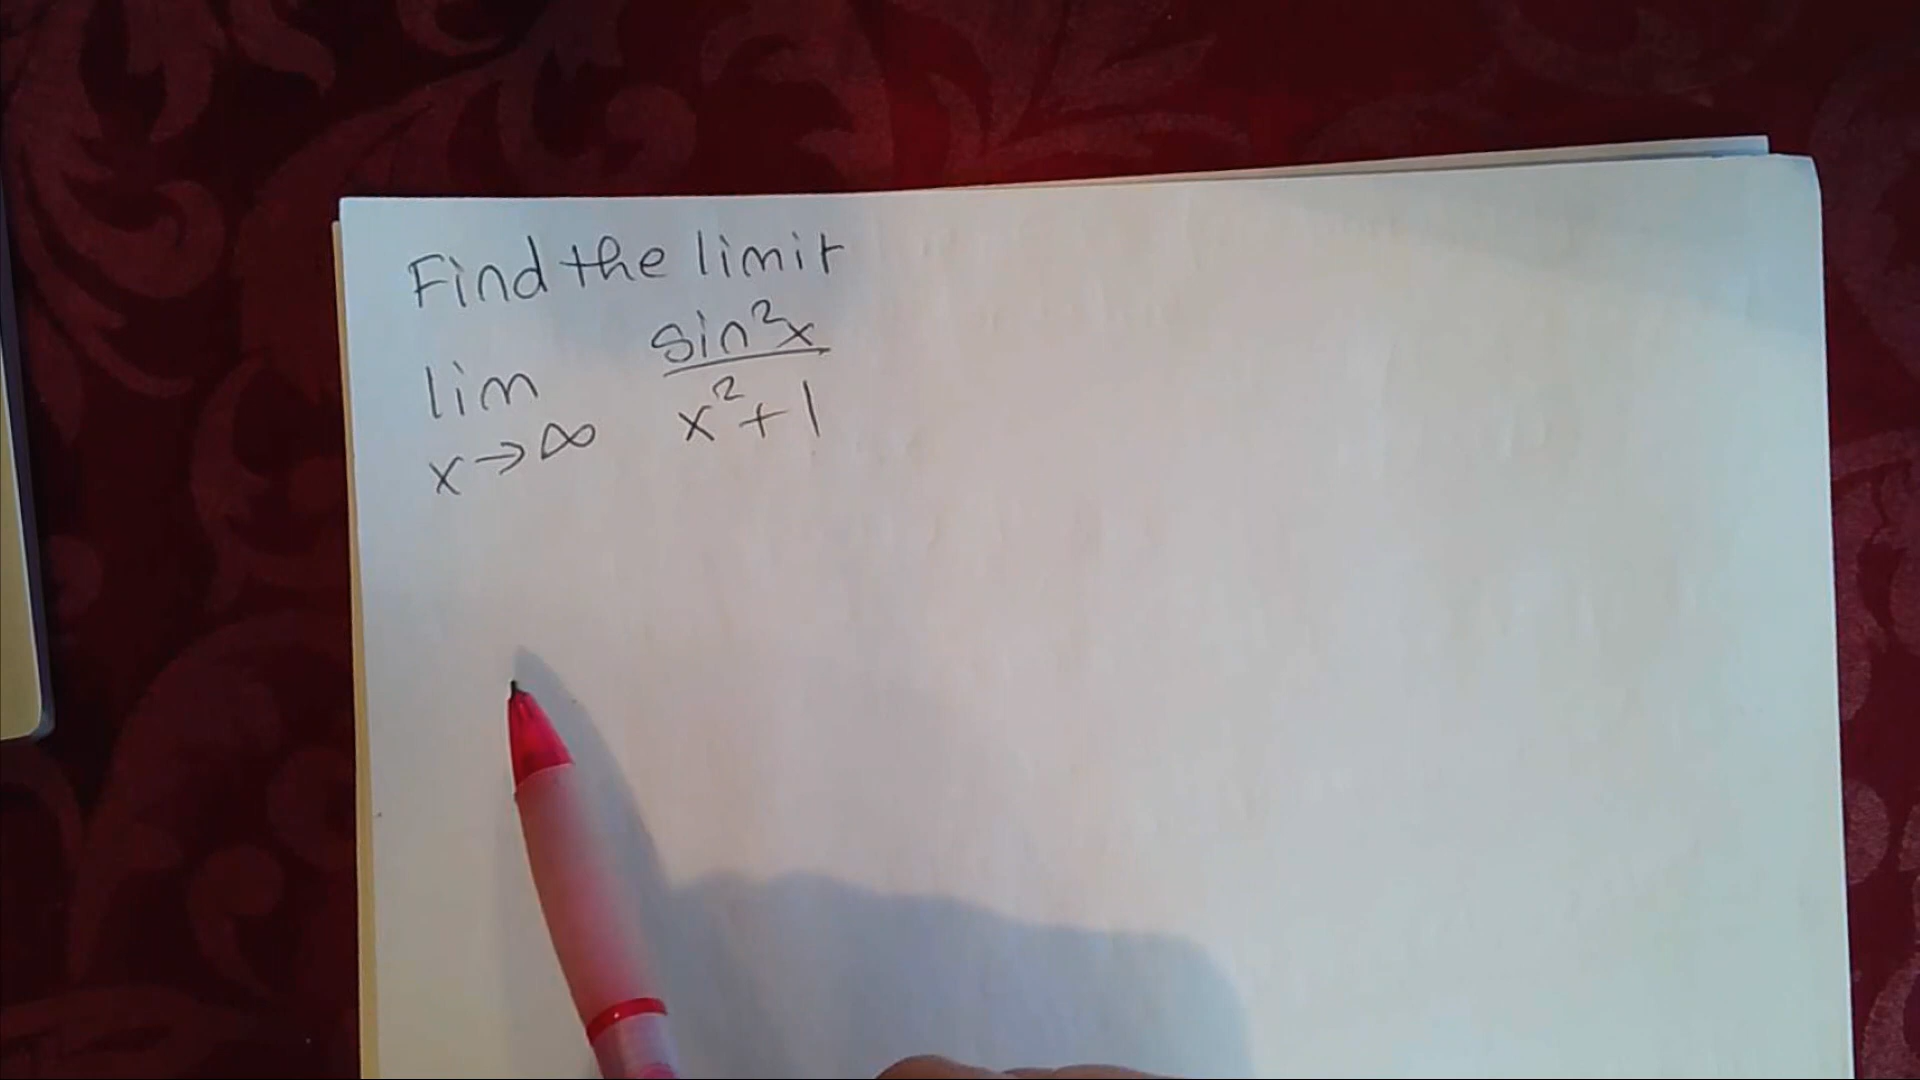 Find the limit
lim sin²x / x²+1
x→∞